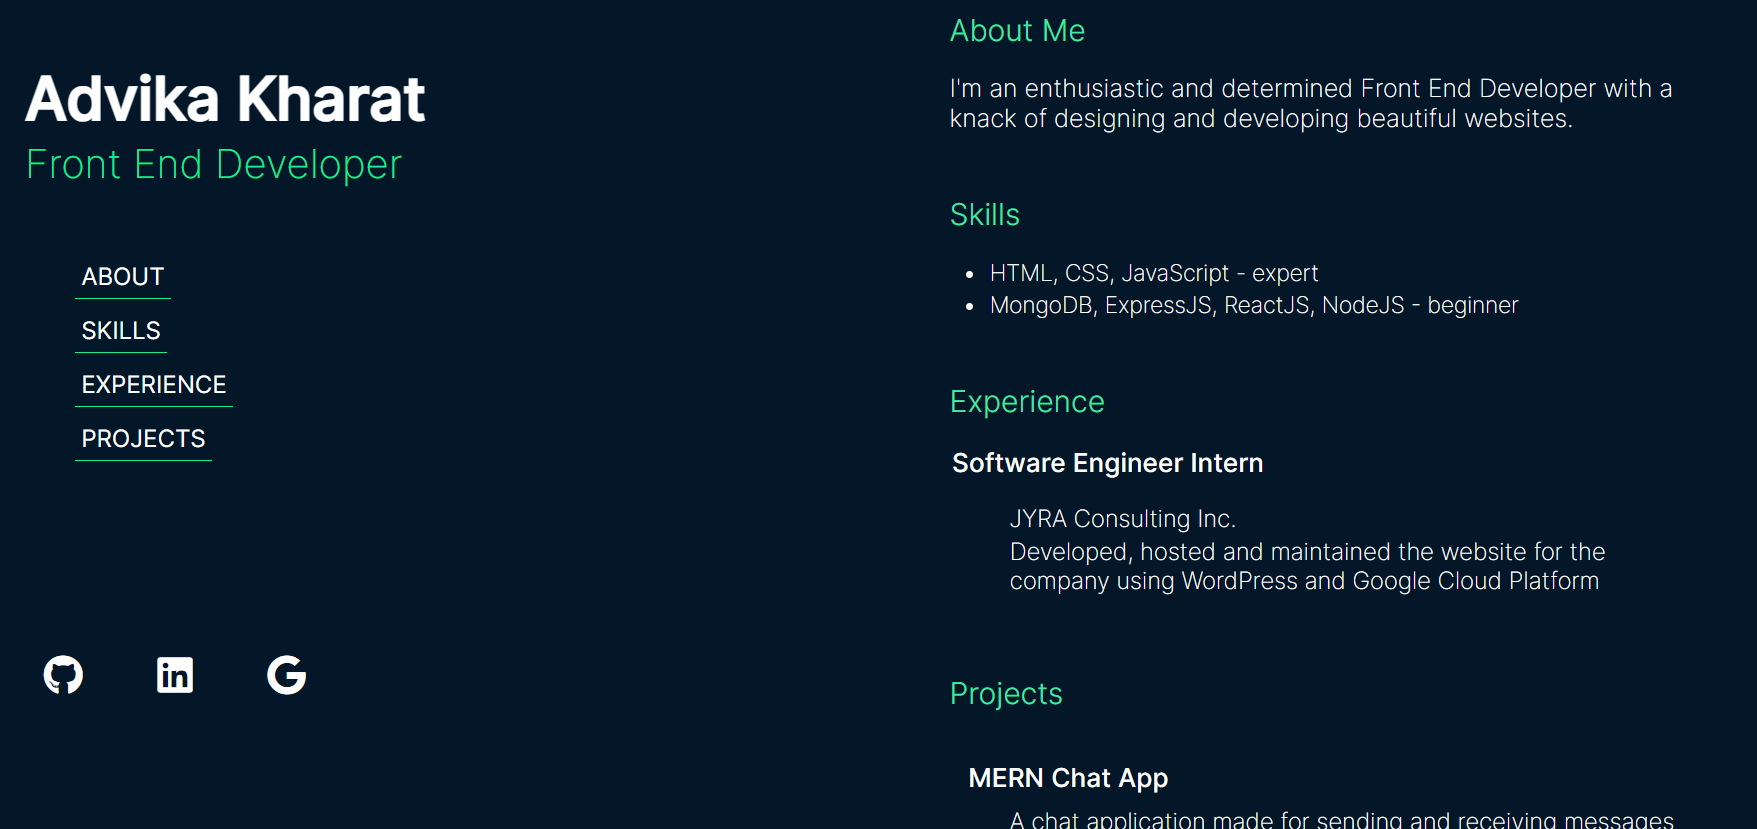 Advika Kharat
Front End Developer
ABOUT
SKILLS
EXPERIENCE
PROJECTS
About Me
I'm an enthusiastic and determined Front End Developer with a
knack of designing and developing beautiful websites.
Skills
• HTML, CSS, JavaScript - expert
• MongoDB, ExpressJS, ReactJS, NodeJS - beginner
Experience
Software Engineer Intern
JYRA Consulting Inc.
Developed, hosted and maintained the website for the
company using WordPress and Google Cloud Platform
Projects
MERN Chat App
A chat application made for sending and receiving messages